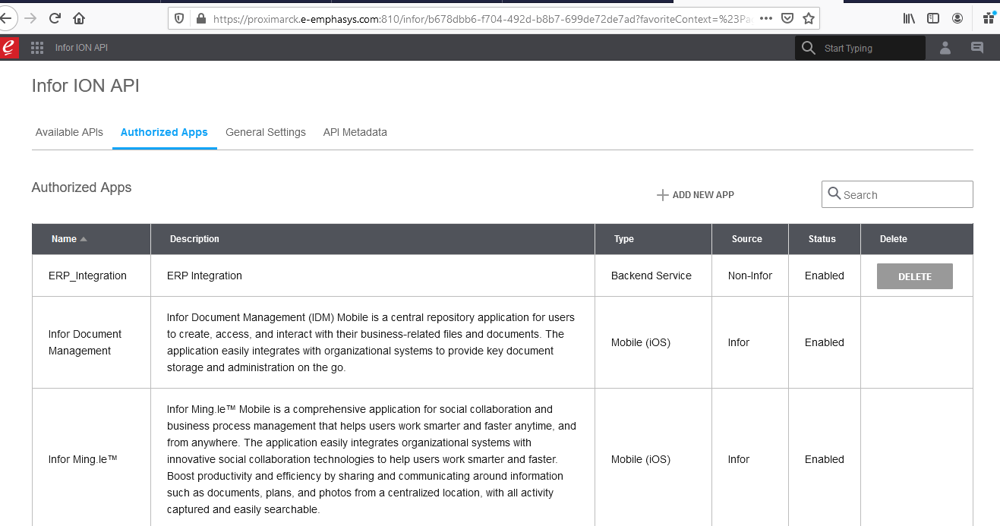 https://proximarck.e-emphasys.com:810/infor/b678dbb6-f704-492d-b8b7-699de72de7ad?favoriteContext=%23Pa
e
Infor ION API
Start Typing
Infor ION API
Available APIs
Authorized Apps
General Settings
API Metadata
Authorized Apps
ADD NEW APP
Search
Name
Description
Type
Source
Status
Delete
ERP_Integration
ERP Integration
Backend Service
Non-Infor
Enabled
DELETE
Infor Document
Management
Infor Document Management (IDM) Mobile is a central repository application for users
to create, access, and interact with their business-related files and documents. The
application easily integrates with organizational systems to provide key document
storage and administration on the go.
Mobile (iOS)
Infor
Enabled
Infor Ming.le™
Infor Ming.le™ Mobile is a comprehensive application for social collaboration and
business process management that helps users work smarter and faster anytime, and
from anywhere. The application easily integrates organizational systems with
innovative social collaboration technologies to help users work smarter and faster.
Boost productivity and efficiency by sharing and communicating around information
such as documents, plans, and photos from a centralized location, with all activity
captured and easily searchable.
Mobile (iOS)
Infor
Enabled